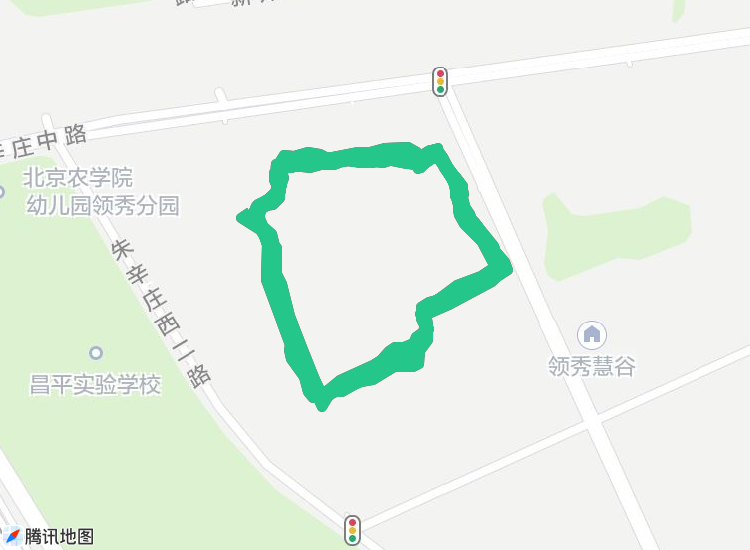 辛庄中路
北京农学院
幼儿园领秀分园
朱辛庄西二路
昌平实验学校
领秀慧谷
腾讯地图